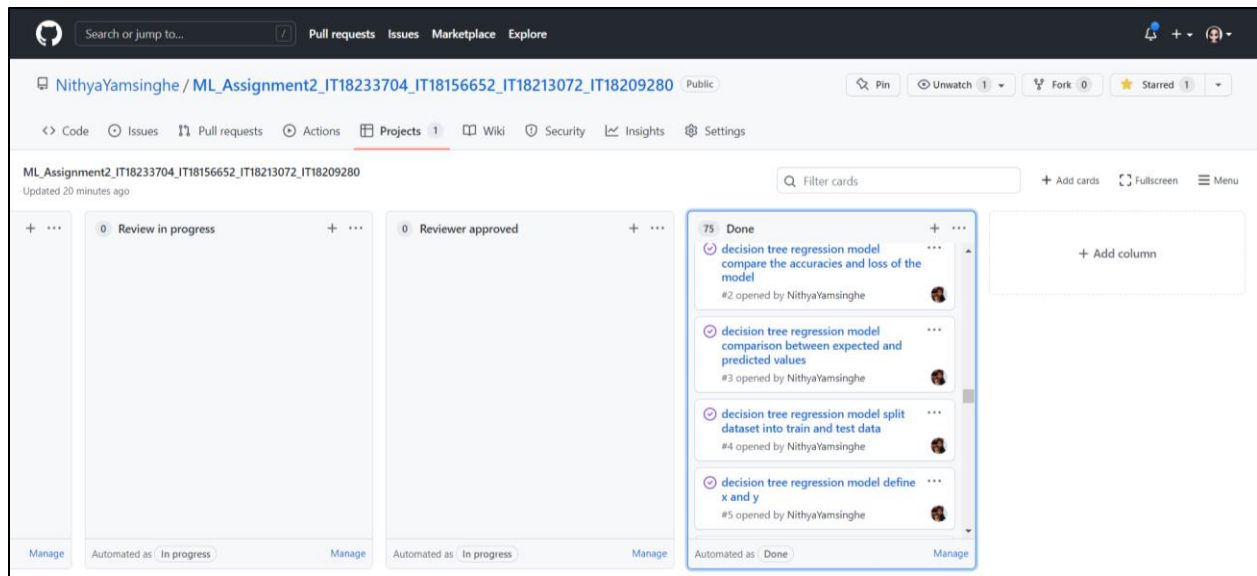 Search or jump to... / Pull requests Issues Marketplace Explore
NithyaYamsinghe / ML_Assignment2_IT18233704_IT18156652_IT18213072_IT18209280 Public Pin Unwatch 1 Fork 0 Starred 1
<> Code Issues Pull requests Actions Projects 1 Wiki Security Insights Settings
ML_Assignment2_IT18233704_IT18156652_IT18213072_IT18209280
Updated 20 minutes ago
Filter cards
+ Add cards Fullscreen Menu
+ ...
Manage
0 Review in progress + ...
Automated as In progress Manage
0 Reviewer approved + ...
Automated as In progress Manage
75 Done + ...
decision tree regression model ...
compare the accuracies and loss of the
model
#2 opened by NithyaYamsinghe
decision tree regression model ...
comparison between expected and
predicted values
#3 opened by NithyaYamsinghe
decision tree regression model split ...
dataset into train and test data
#4 opened by NithyaYamsinghe
decision tree regression model define ...
x and y
#5 opened by NithyaYamsinghe
Automated as Done Manage
+ Add column